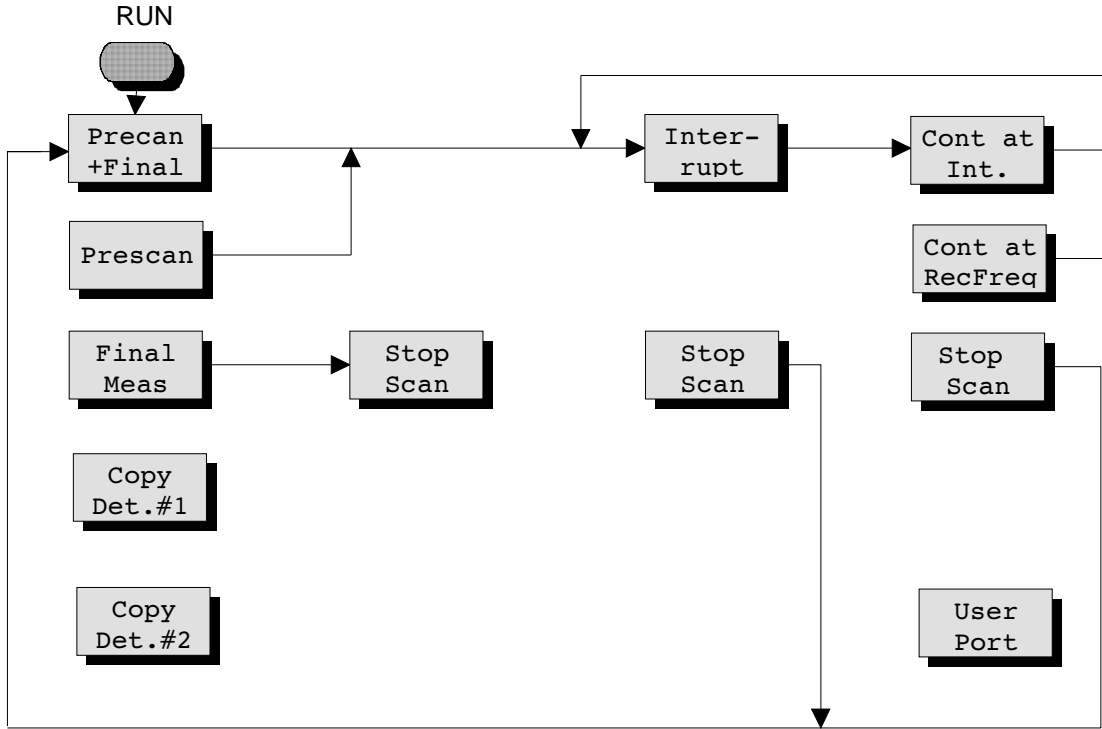 RUN
Precan
+Final
Inter-
rupt
Cont at
Int.
Prescan
Cont at
RecFreq
Final
Meas
Stop
Scan
Stop
Scan
Stop
Scan
Copy
Det.#1
Copy
Det.#2
User
Port